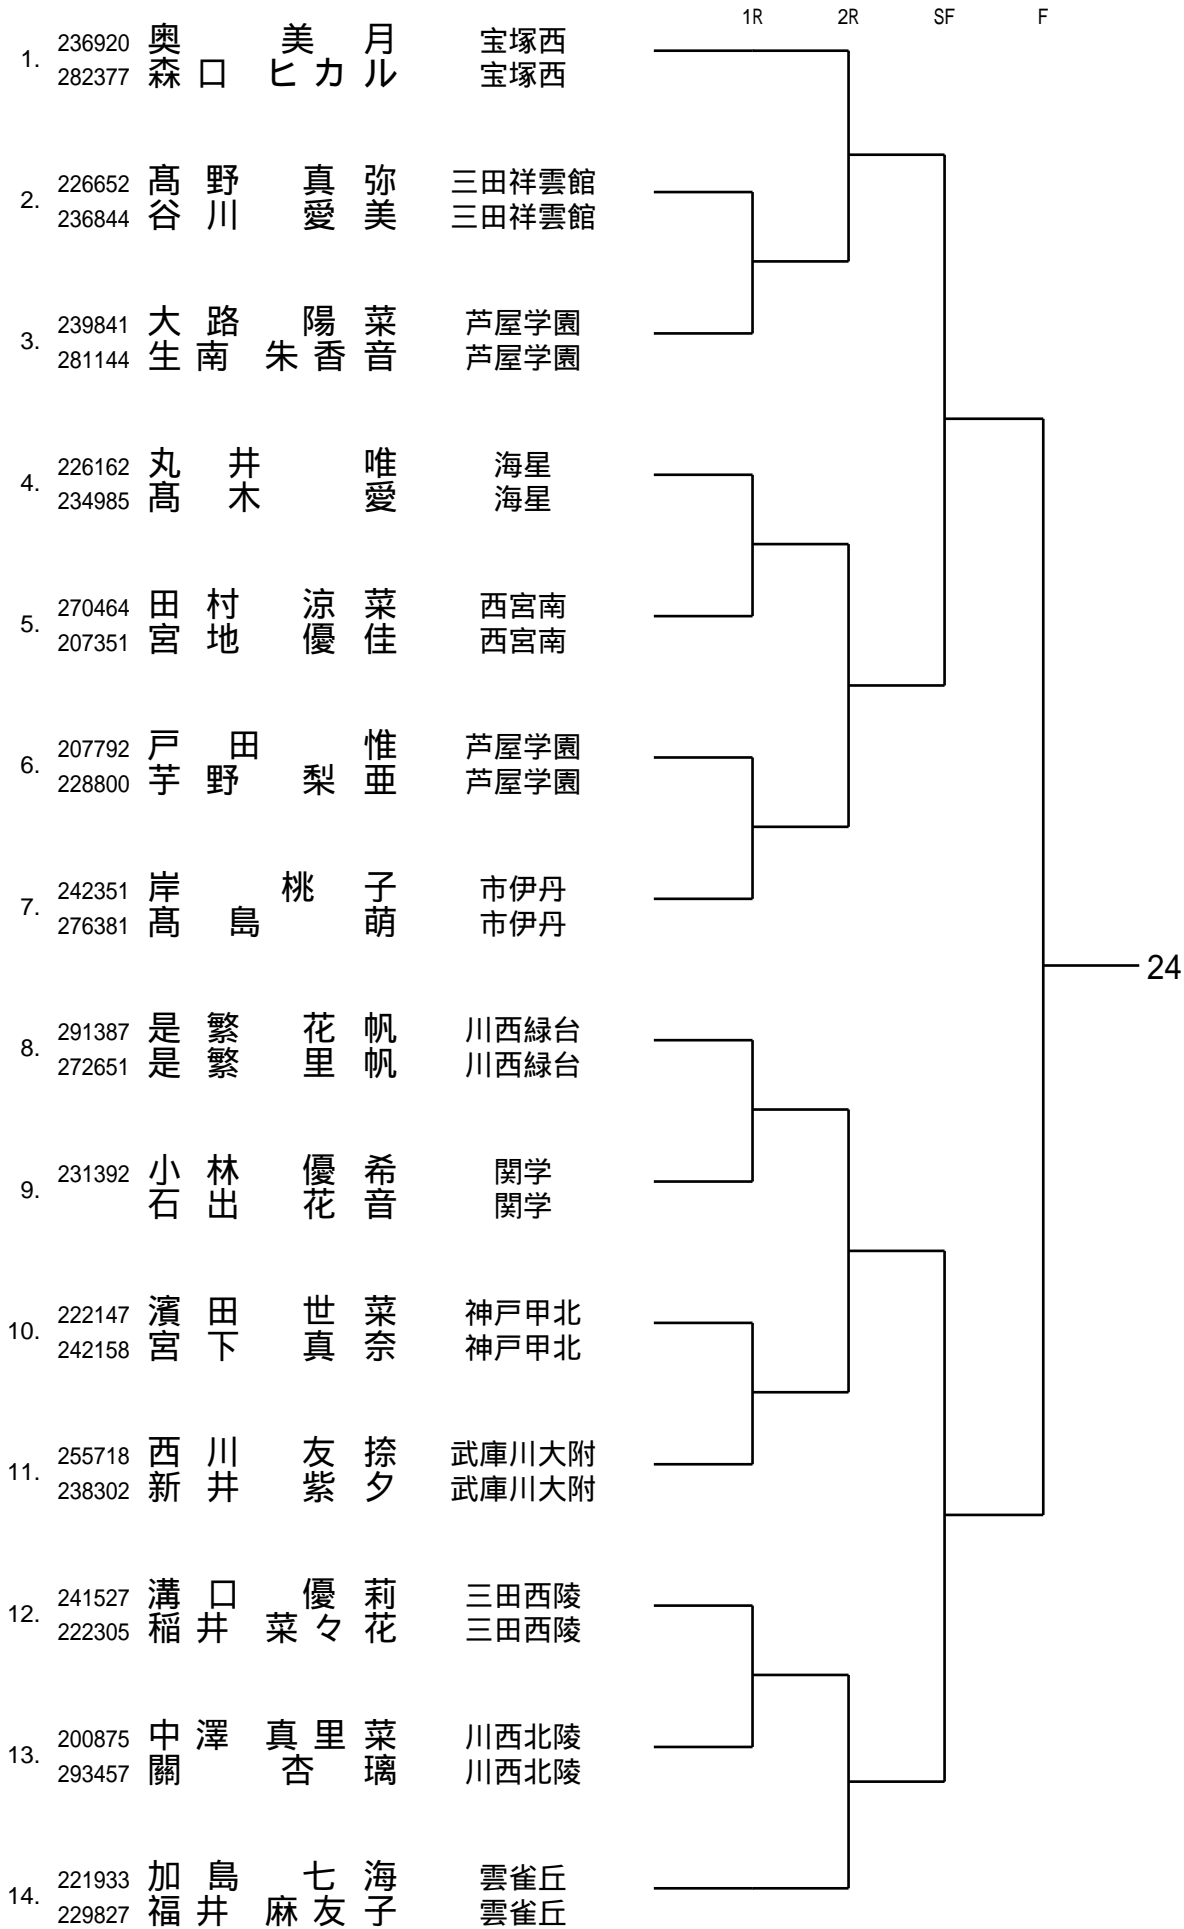 1R 2R SF F
1. 236920 奥 美 月 宝塚西
282377 森 口 ヒ カ ル 宝塚西
2. 226652 髙 野 真 弥 三田祥雲館
236844 谷 川 愛 美 三田祥雲館
3. 239841 大 路 陽 菜 芦屋学園
281144 生 南 朱 香 音 芦屋学園
4. 226162 丸 井 唯 海星
234985 髙 木 愛 海星
5. 270464 田 村 涼 菜 西宮南
207351 宮 地 優 佳 西宮南
6. 207792 戸 田 惟 芦屋学園
228800 芋 野 梨 亜 芦屋学園
7. 242351 岸 桃 子 市伊丹
276381 髙 島 萌 市伊丹
24
8. 291387 是 繁 花 帆 川西緑台
272651 是 繁 里 帆 川西緑台
9. 231392 小 林 優 希 関学
石 出 花 音 関学
10. 222147 濱 田 世 菜 神戸甲北
242158 宮 下 真 奈 神戸甲北
11. 255718 西 川 友 捺 武庫川大附
238302 新 井 紫 夕 武庫川大附
12. 241527 溝 口 優 莉 三田西陵
222305 稲 井 菜 々 花 三田西陵
13. 200875 中 澤 真 里 菜 川西北陵
293457 關 杏 璃 川西北陵
14. 221933 加 島 七 海 雲雀丘
229827 福 井 麻 友 子 雲雀丘